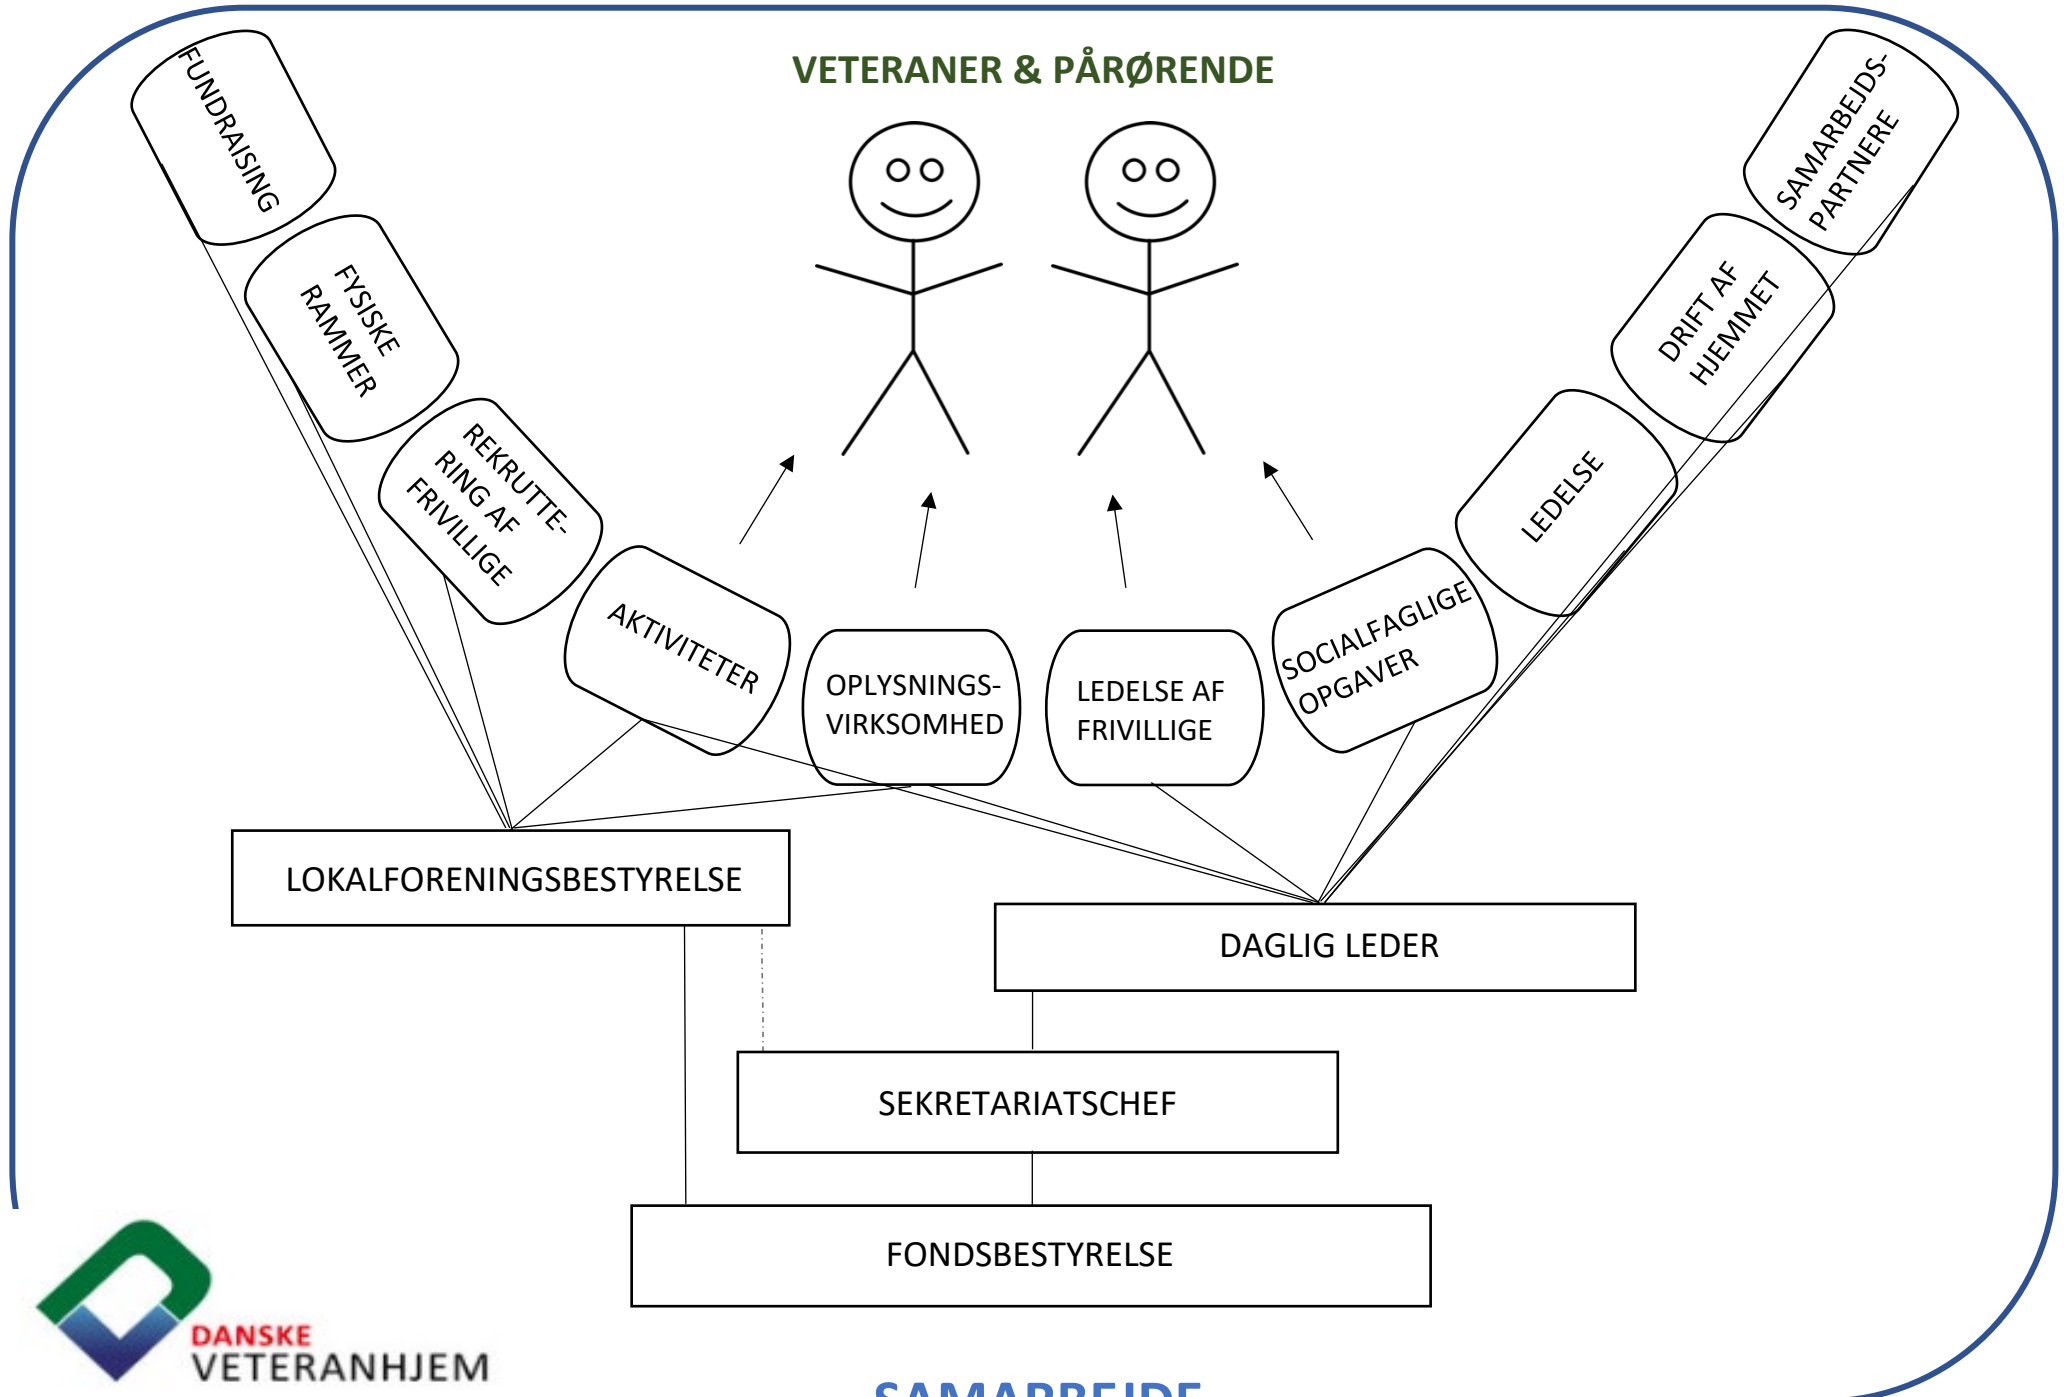 VETERANER & PÅRØRENDE
FUNDRAISING
FYSISKE
RAMMER
REKRUTTE-
RING AF
FRIVILLIGE
AKTIVITETER
OPLYSNINGS-
VIRKSOMHED
LEDELSE AF
FRIVILLIGE
SOCIALFAGLIGE
OPGAVER
LEDELSE
DRIFT AF
HJEMMET
SAMARBEJDS-
PARTNERE
LOKALFORENINGSBESTYRELSE
DAGLIG LEDER
SEKRETARIATSCHEF
FONDSBESTYRELSE
DANSKE
VETERANHJEM
SAMARBEJDE